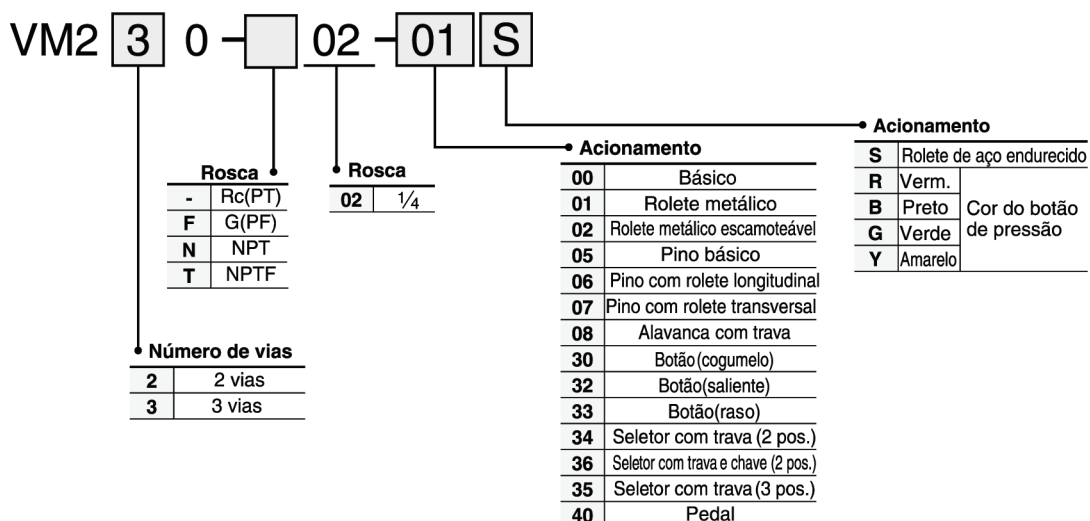 VM2 3 0 - 02 - 01 S
Rosca
- Rc(PT)
F G(PF)
N NPT
T NPTF
Rosca
02 1/4
Número de vias
2 2 vias
3 3 vias
Acionamento
00 Básico
01 Rolete metálico
02 Rolete metálico escamoteável
05 Pino básico
06 Pino com rolete longitudinal
07 Pino com rolete transversal
08 Alavanca com trava
30 Botão (cogumelo)
32 Botão(saliente)
33 Botão(raso)
34 Seletor com trava (2 pos.)
36 Seletor com trava e chave (2 pos.)
35 Seletor com trava (3 pos.)
40 Pedal
Acionamento
S Rolete de aço endurecido
R Verm.
B Preto
G Verde
Y Amarelo
Cor do botão
de pressão